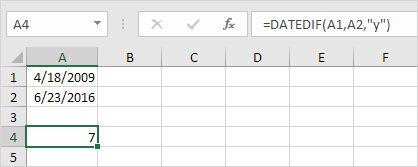 A4 fx =DATEDIF(A1,A2,"y")
A B C D E F
1 4/18/2009
2 6/23/2016
3
4 7
5